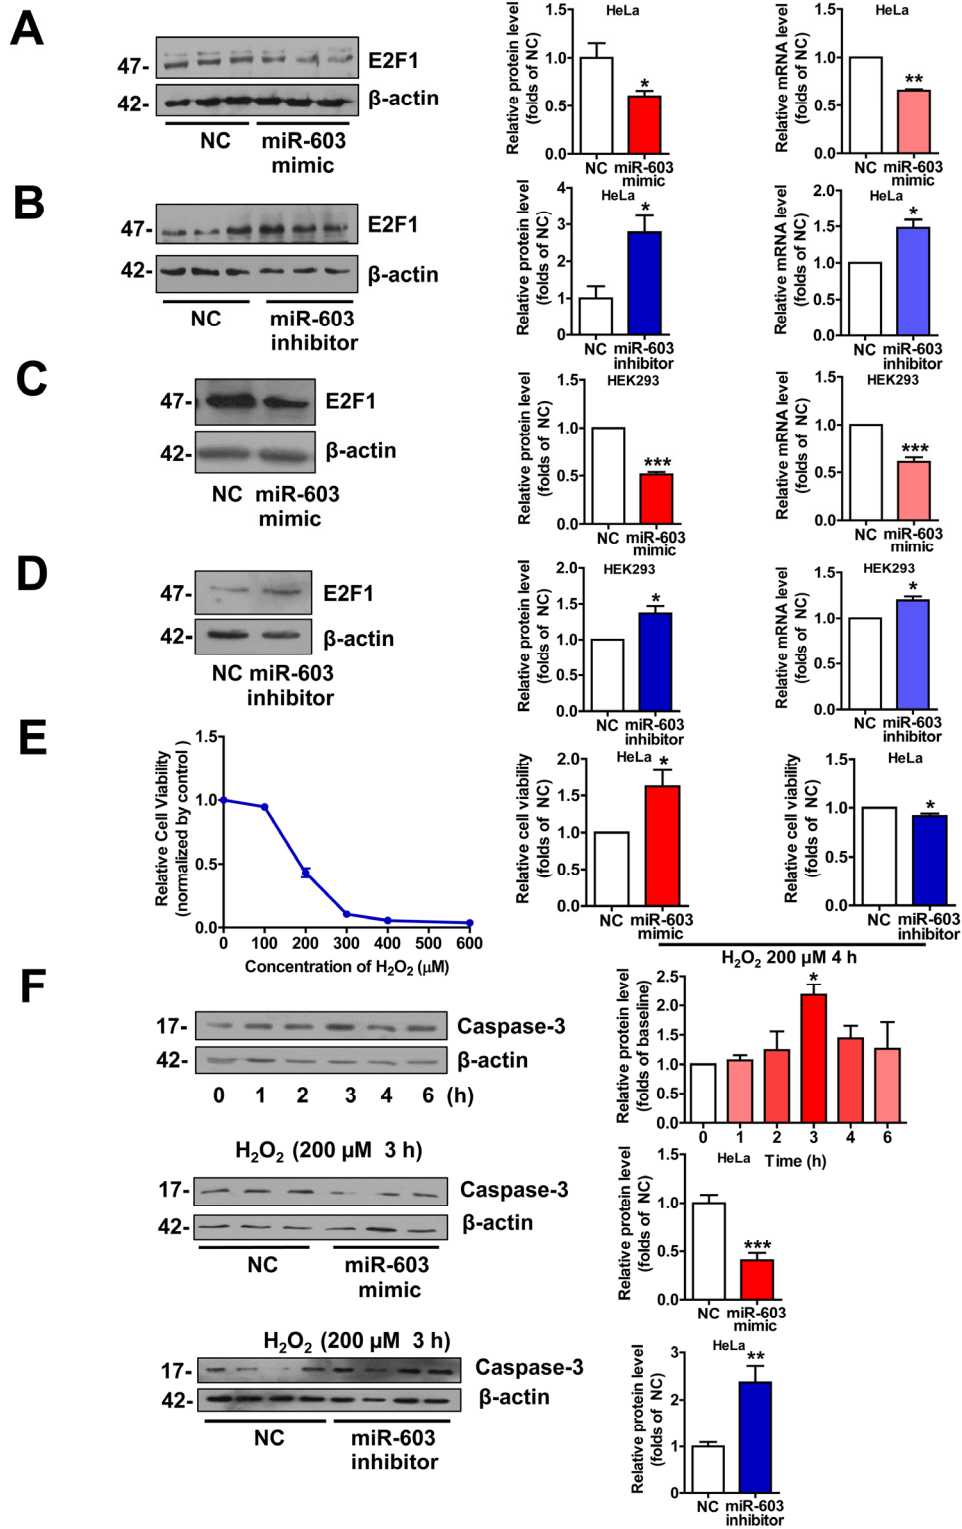 A
47-
E2F1
42-
β-actin
NC
miR-603
mimic
Relative protein level
(folds of NC)
HeLa
1.5
1.0
0.5
0.0
*
NC
miR-603
mimic
Relative mRNA level
(folds of NC)
HeLa
1.5
1.0
0.5
0.0
**
NC
miR-603
mimic
B
47-
E2F1
42-
β-actin
NC
miR-603
inhibitor
Relative protein level
(folds of NC)
HeLa
4
3
2
1
0
*
NC
miR-603
inhibitor
Relative mRNA level
(folds of NC)
HeLa
2.0
1.5
1.0
0.5
0.0
*
NC
miR-603
inhibitor
C
47-
E2F1
42-
β-actin
NC miR-603
mimic
Relative protein level
(folds of NC)
HEK293
1.5
1.0
0.5
0.0
***
NC
miR-603
mimic
Relative mRNA level
(folds of NC)
HEK293
1.5
1.0
0.5
0.0
***
NC
miR-603
mimic
D
47-
E2F1
42-
β-actin
NC miR-603
inhibitor
Relative protein level
(folds of NC)
HEK293
2.0
1.5
1.0
0.5
0.0
*
NC
miR-603
inhibitor
Relative mRNA level
(folds of NC)
HEK293
1.5
1.0
0.5
0.0
*
NC
miR-603
inhibitor
E
Relative Cell Viability
(normalized by control )
1.5
1.0
0.5
0.0
0 100 200 300 400 500 600
Concentration of H₂O₂ (μM)
Relative cell viability
(folds of NC)
HeLa
2.0
1.5
1.0
0.5
0.0
*
NC
miR-603
mimic
Relative cell viability
(folds of NC)
HeLa
1.5
1.0
0.5
0.0
*
NC
miR-603
inhibitor
H₂O₂ 200 μM 4 h
F
17-
Caspase-3
42-
β-actin
0 1 2 3 4 6 (h)
Relative protein level
(folds of baseline)
2.5
2.0
1.5
1.0
0.5
0.0
*
0 1 2 3 4 6
Time (h)
H₂O₂ (200 μM 3 h)
17-
Caspase-3
42-
β-actin
NC
miR-603
mimic
Relative protein level
(folds of NC)
HeLa
1.5
1.0
0.5
0.0
***
NC
miR-603
mimic
H₂O₂ (200 μM 3 h)
17-
Caspase-3
42-
β-actin
NC
miR-603
inhibitor
Relative protein level
(folds of NC)
HeLa
3
2
1
0
**
NC
miR-603
inhibitor